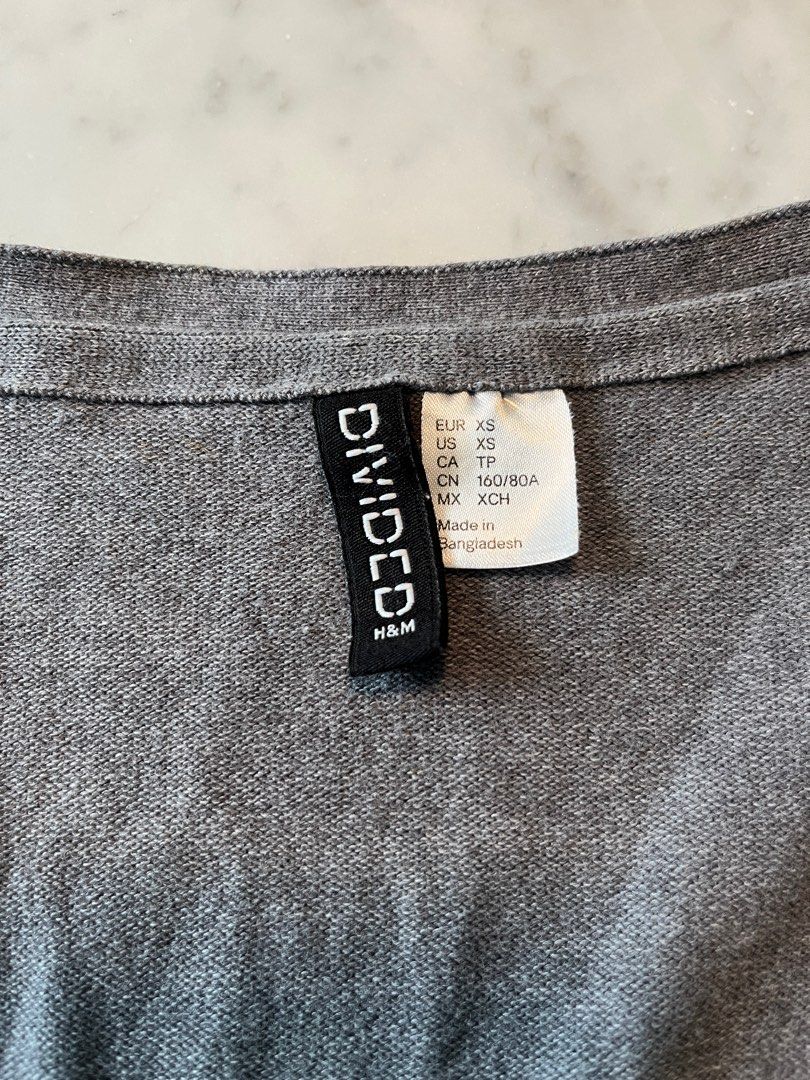 DIVIDED
H&M
EUR XS
US XS
CA TP
CN 160/80A
MX XCH
Made in
Bangladesh